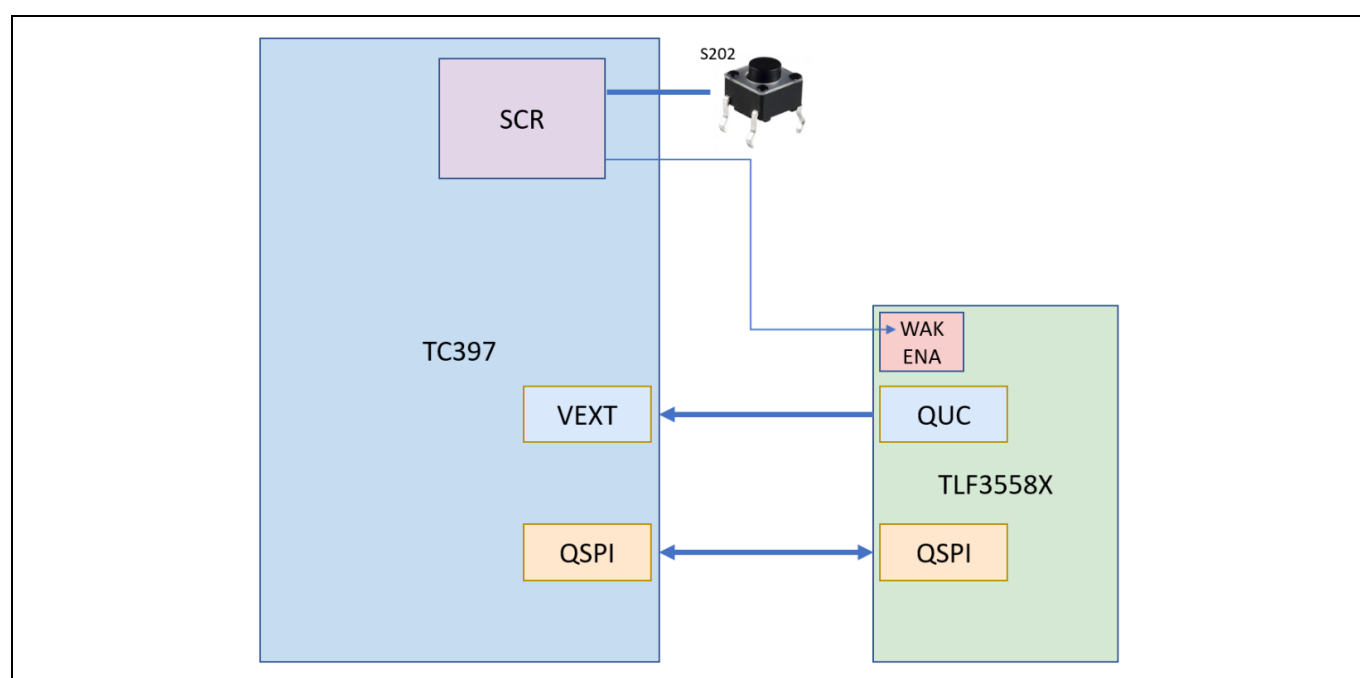 S202
SCR
WAK
ENA
TC397
VEXT
QUC
TLF3558X
QSPI
QSPI